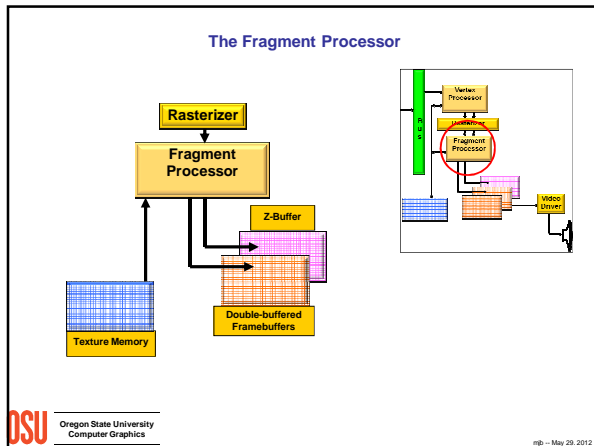 The Fragment Processor
Rasterizer
Fragment
Processor
Z-Buffer
Double-buffered
Framebuffers
Texture Memory
Vertex
Processor
B
u
s
Rasterizer
Fragment
Processor
Video
Driver
OSU
Oregon State University
Computer Graphics
mjb – May 29, 2012